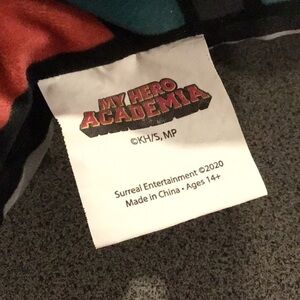 MY HERO
ACADEMIA
©KH/S, MP
Surreal Entertainment ©2020
Made in China • Ages 14+